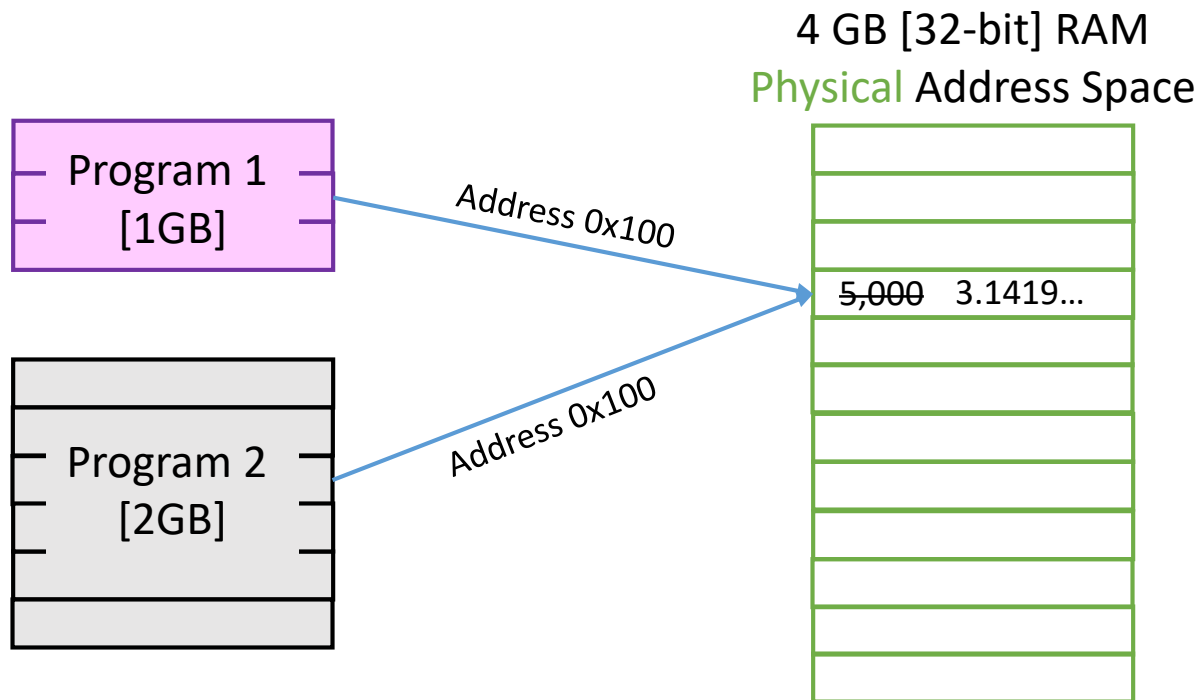 4 GB [32-bit] RAM
Physical Address Space
Program 1
[1GB]
Address 0x100
5,000 3.1419...
Program 2
[2GB]
Address 0x100